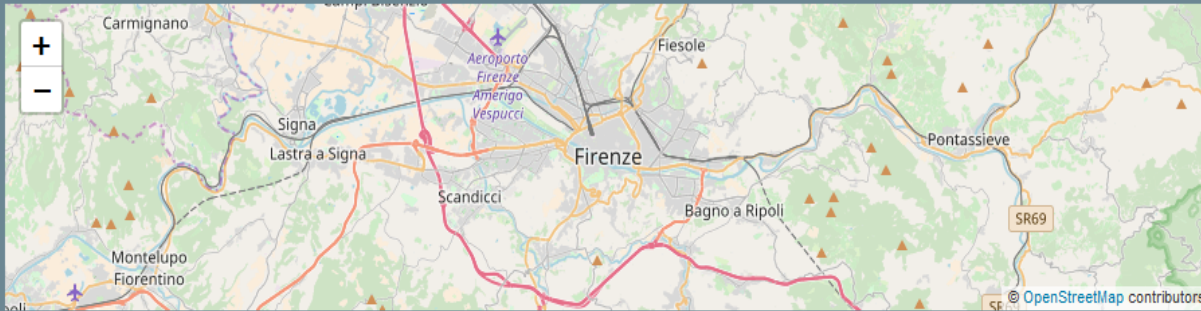 Carmignano
+
−
Fiesole
Aeroporto
Firenze
Amerigo
Vespucci
Signa
Lastra a Signa
Firenze
Pontassieve
Scandicci
Bagno a Ripoli
SR69
Montelupo
Fiorentino
© OpenStreetMap contributors